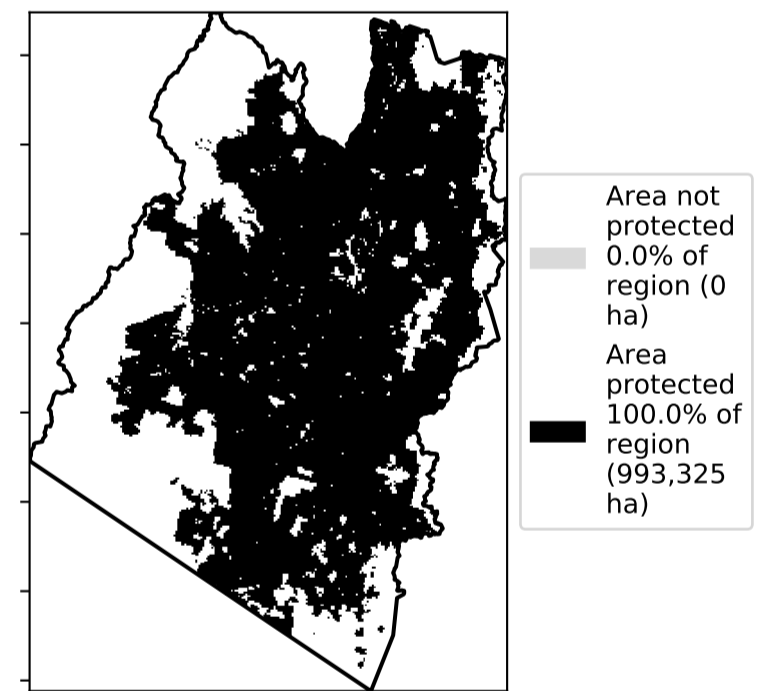 Area not
protected
0.0% of
region (0
ha)
Area
protected
100.0% of
region
(993,325
ha)